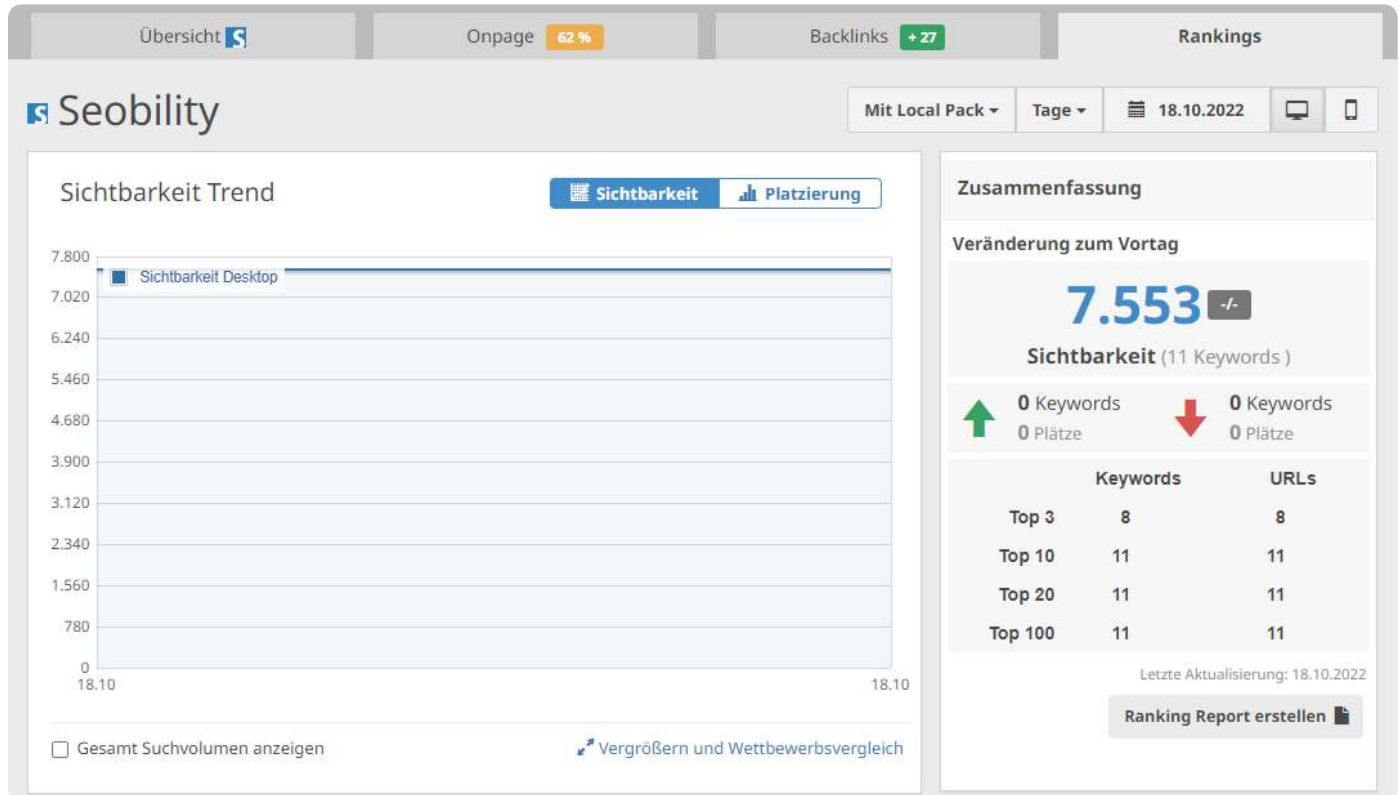 Übersicht
Onpage 62 %
Backlinks + 27
Rankings
Seobility
Mit Local Pack
Tage
18.10.2022
Sichtbarkeit Trend
Sichtbarkeit
Platzierung
7.800
7.020
6.240
5.460
4.680
3.900
3.120
2.340
1.560
780
0
Sichtbarkeit Desktop
18.10
18.10
Gesamt Suchvolumen anzeigen
Vergrößern und Wettbewerbsvergleich
Zusammenfassung
Veränderung zum Vortag
7.553 -/-
Sichtbarkeit (11 Keywords )
0 Keywords
0 Plätze
0 Keywords
0 Plätze
Keywords URLs
Top 3 8 8
Top 10 11 11
Top 20 11 11
Top 100 11 11
Letzte Aktualisierung: 18.10.2022
Ranking Report erstellen